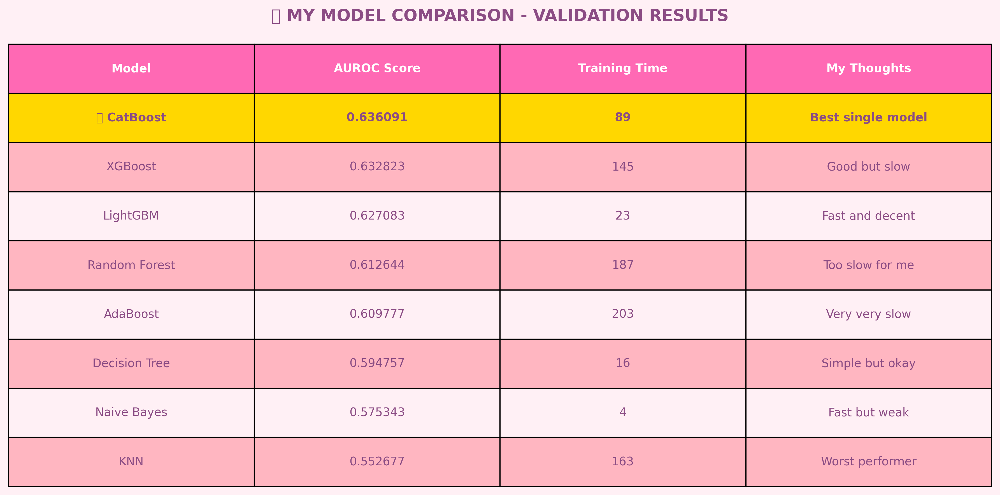 MY MODEL COMPARISON - VALIDATION RESULTS
Model AUROC Score Training Time My Thoughts
CatBoost 0.636091 89 Best single model
XGBoost 0.632823 145 Good but slow
LightGBM 0.627083 23 Fast and decent
Random Forest 0.612644 187 Too slow for me
AdaBoost 0.609777 203 Very very slow
Decision Tree 0.594757 16 Simple but okay
Naive Bayes 0.575343 4 Fast but weak
KNN 0.552677 163 Worst performer